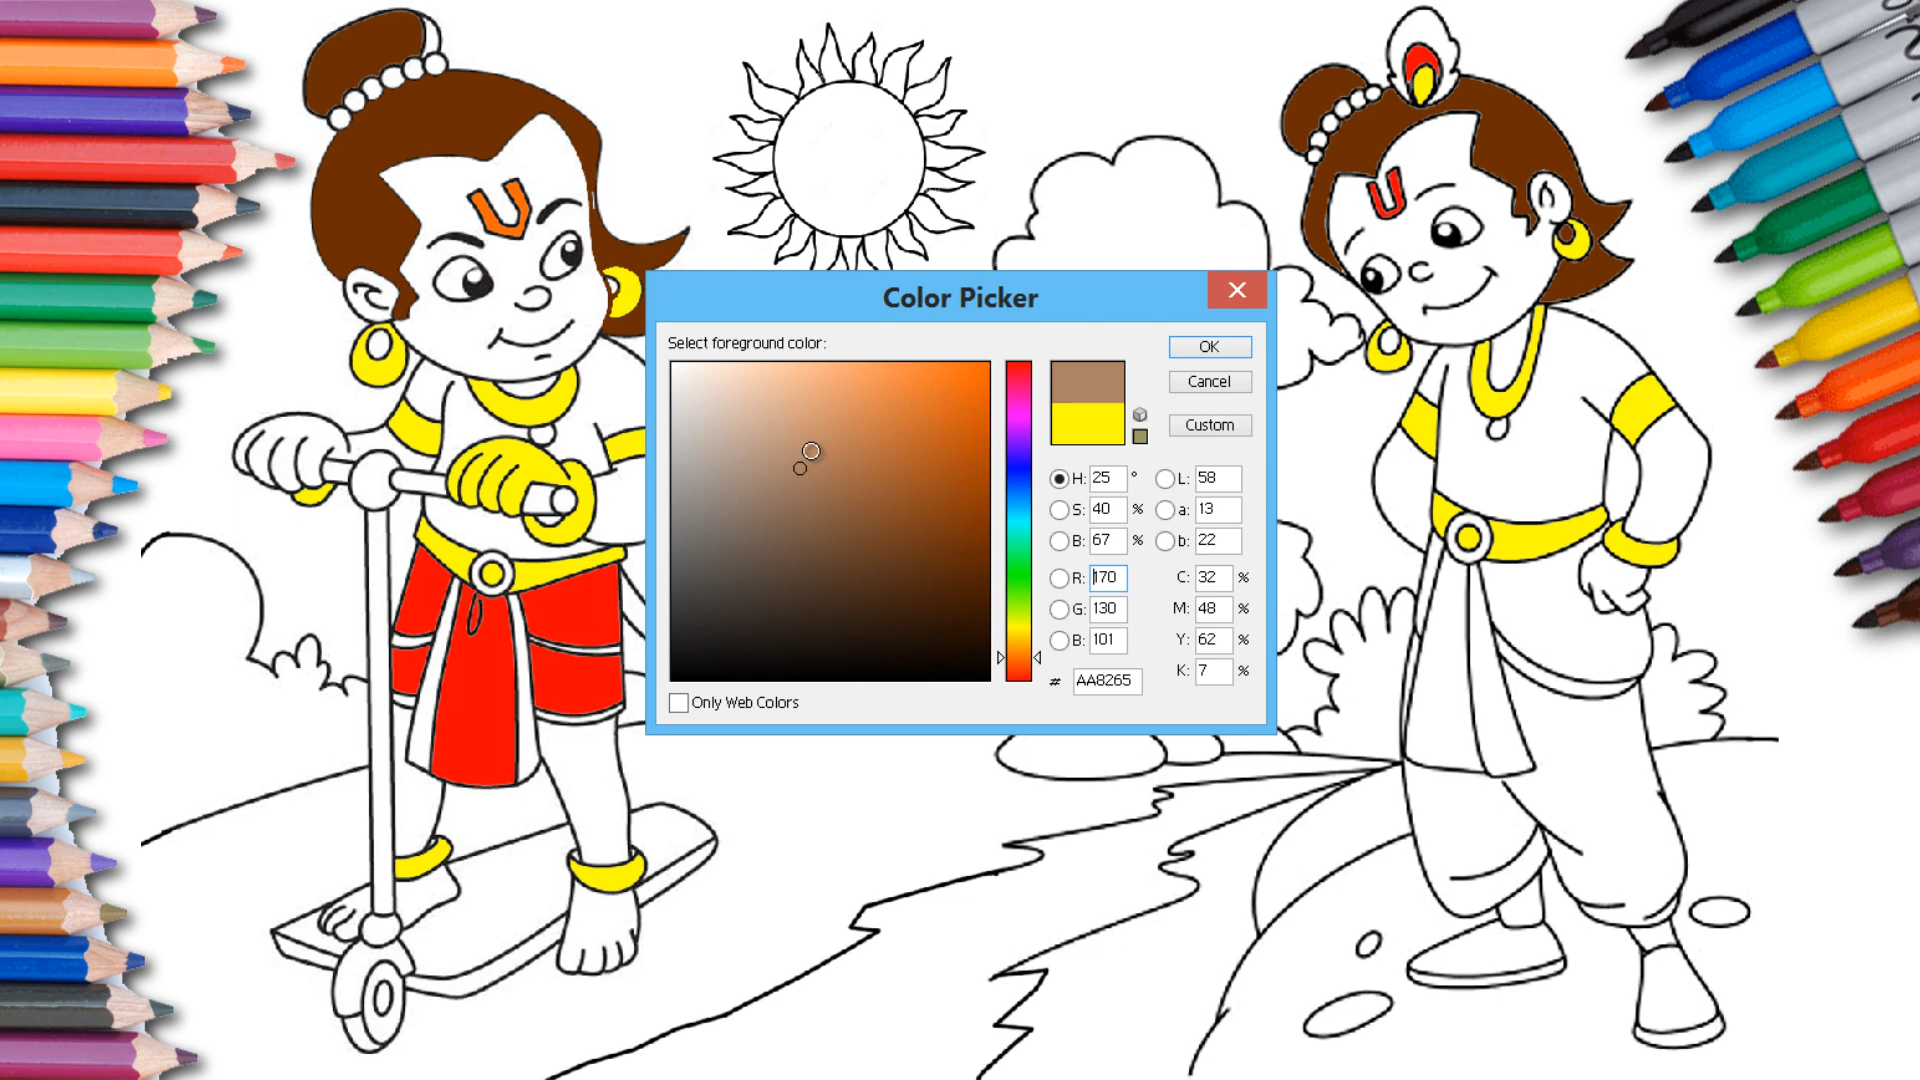 Color Picker
Select foreground color:
OK
Cancel
Custom
H: 25 ° L: 58
S: 40 % a: 13
B: 67 % b: 22
R: 170 C: 32 %
G: 130 M: 48 %
B: 101 Y: 62 %
# AA8265 K: 7 %
Only Web Colors